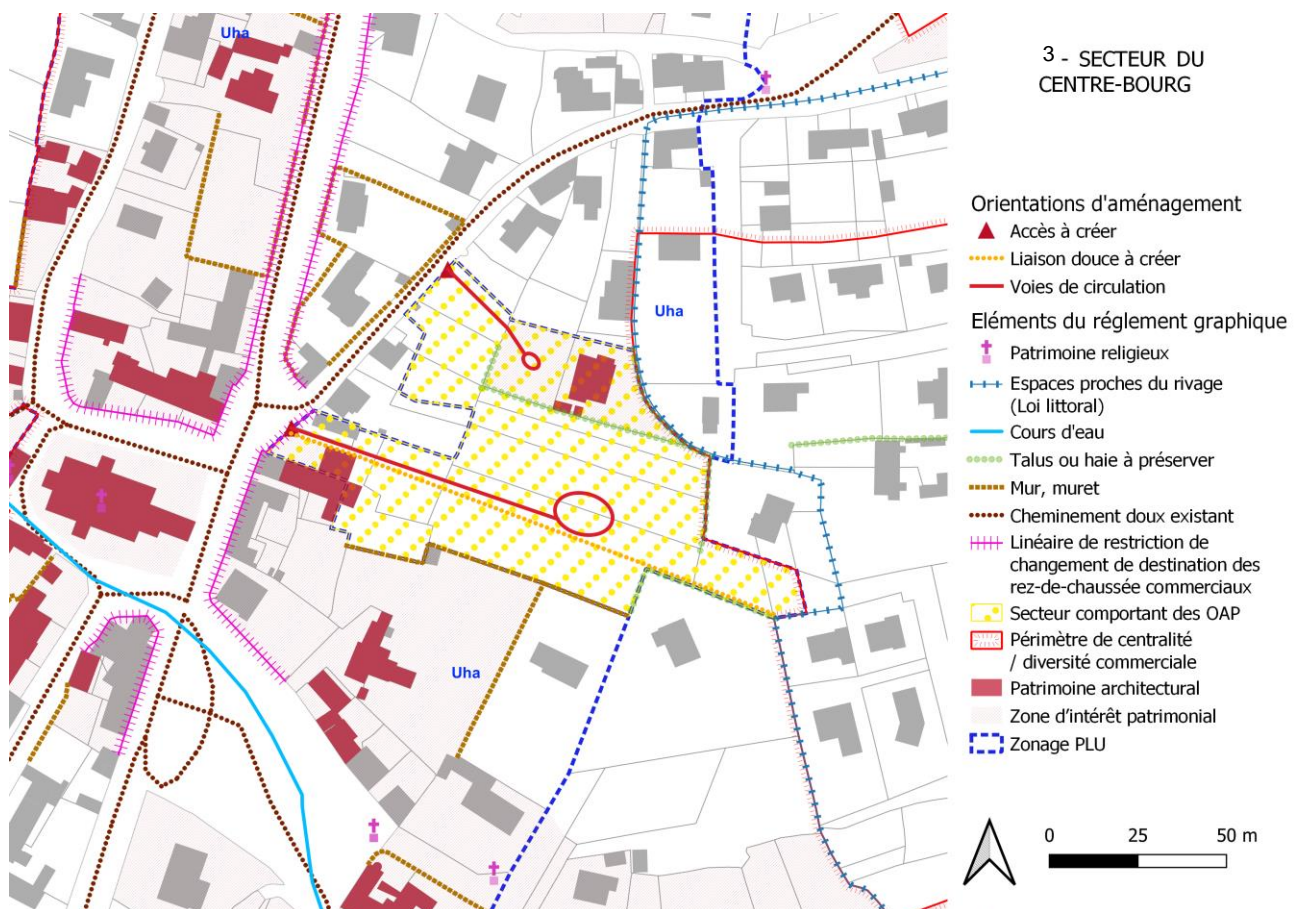 3 - SECTEUR DU
CENTRE-BOURG
Uha
Uha
Uha
Orientations d'aménagement
Accès à créer
Liaison douce à créer
Voies de circulation
Eléments du réglement graphique
Patrimoine religieux
Espaces proches du rivage
(Loi littoral)
Cours d'eau
Talus ou haie à préserver
Mur, muret
Cheminement doux existant
Linéaire de restriction de
changement de destination des
rez-de-chaussée commerciaux
Secteur comportant des OAP
Périmètre de centralité
/ diversité commerciale
Patrimoine architectural
Zone d'intérêt patrimonial
Zonage PLU
0 25 50 m